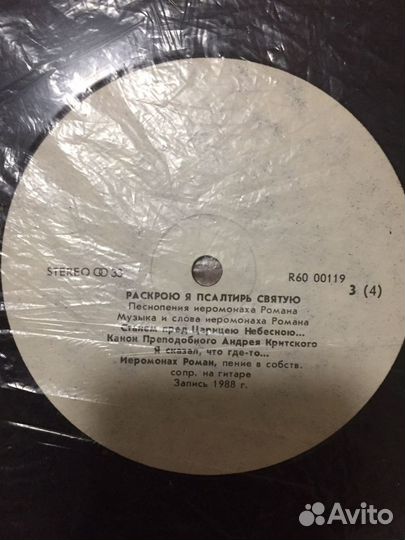 STEREO 33
R60 00119
3 (4)
РАСКРОЮ Я ПСАЛТИРЬ СВЯТУЮ
Песнопения иеромонаха Романа
Музыка и слова иеромонаха Романа
Станем пред Царицею Небесною...
Канон Преподобного Андрея Критского
Я сказал, что где-то...
Иеромонах Роман, пение в собств.
сопр. на гитаре
Запись 1988 г.
Avito